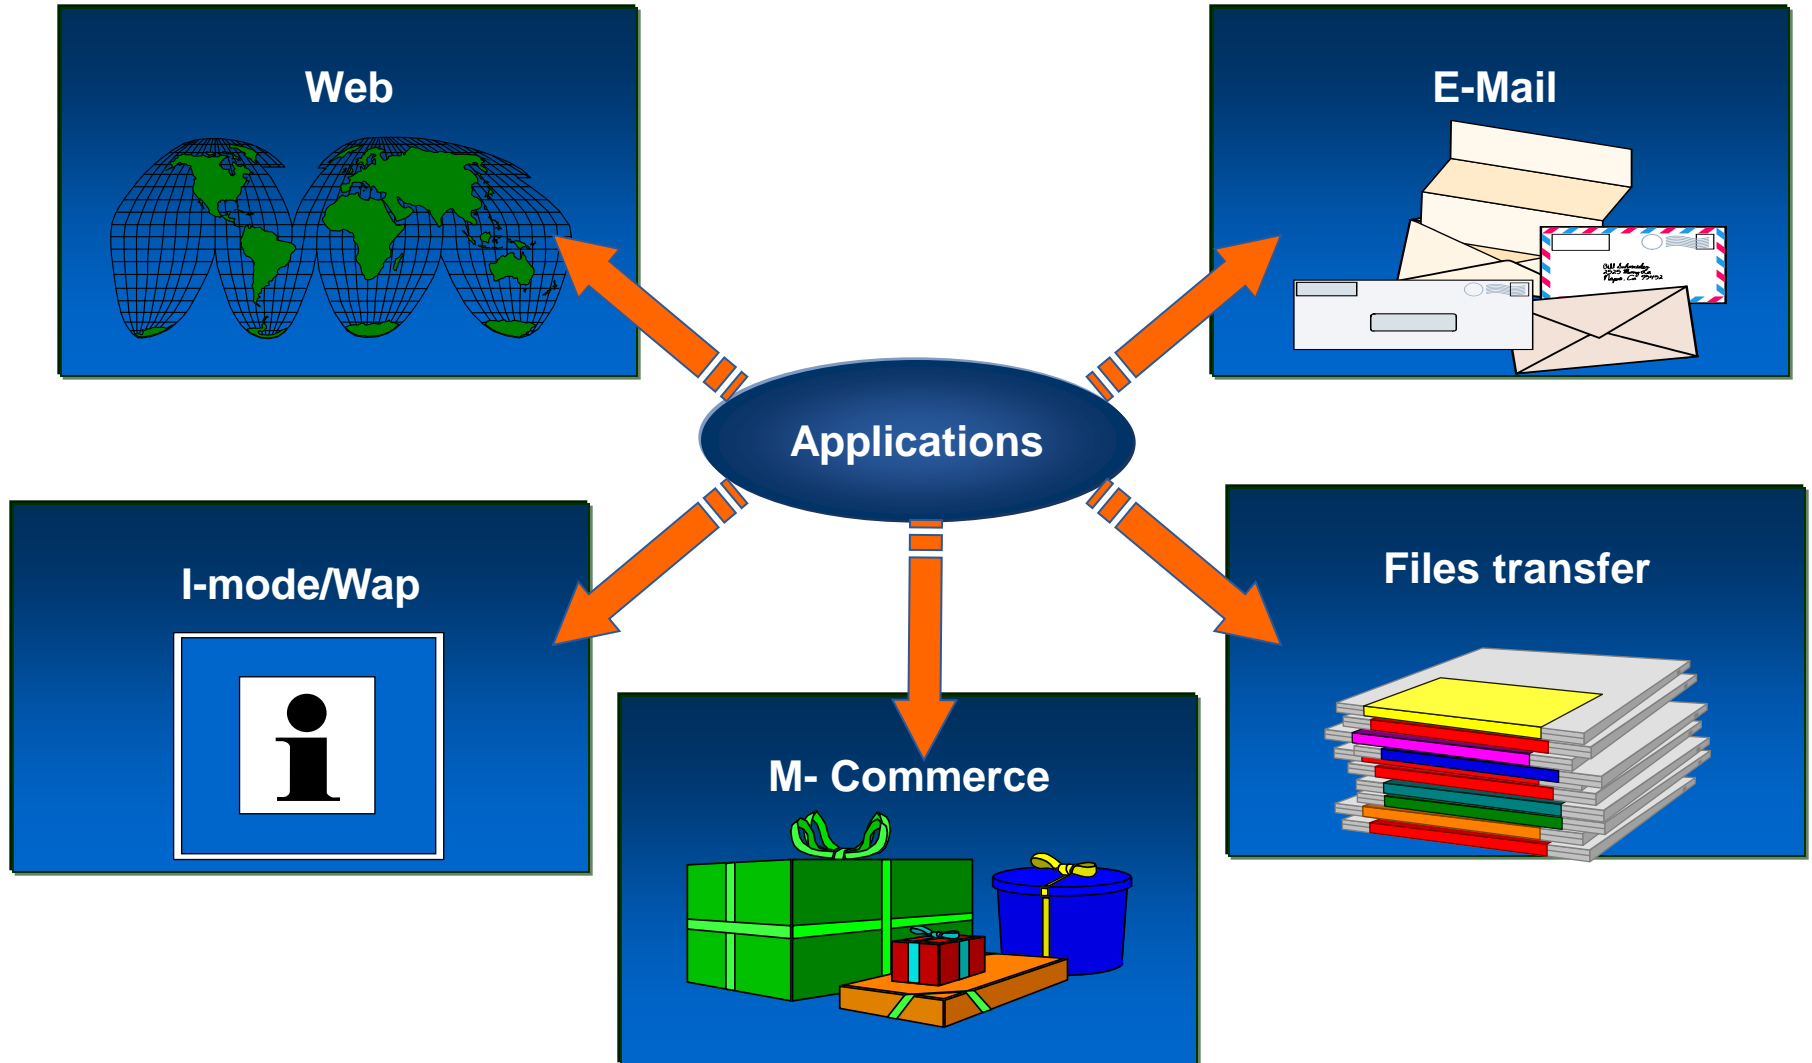 Web
E-Mail
Applications
I-mode/Wap
Files transfer
M- Commerce